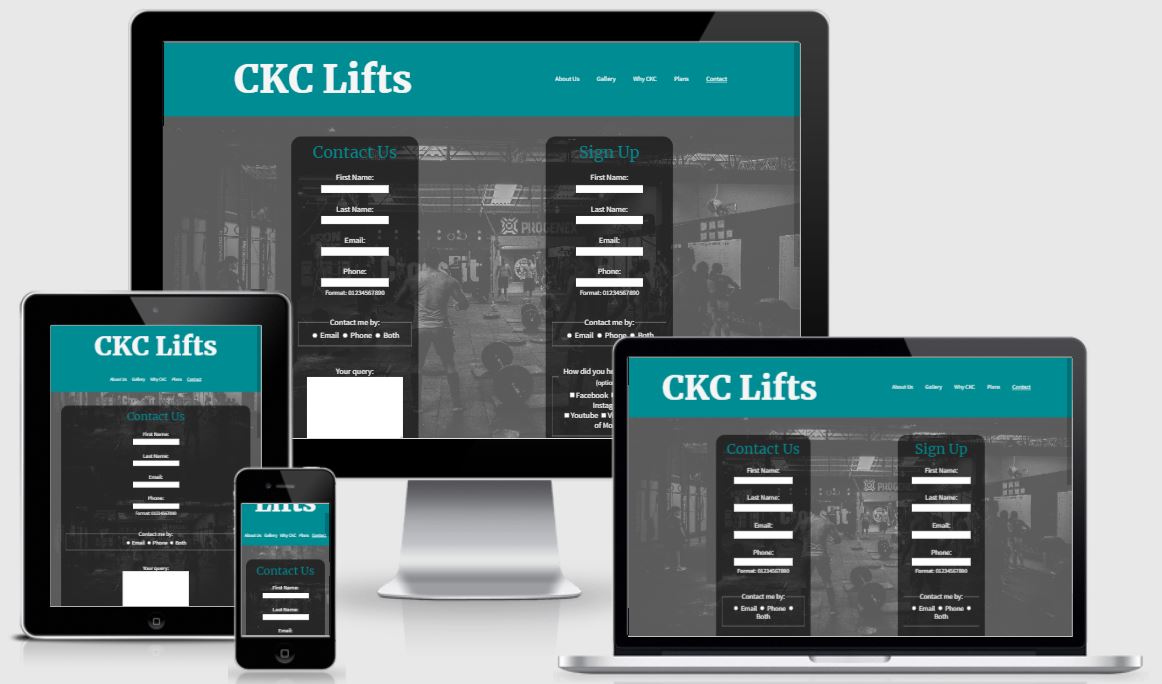 CKC Lifts
About Us Gallery Why CKC Plans Contact
Contact Us
First Name:
Last Name:
Email:
Phone:
Format: 01234567890
Contact me by:
Email Phone Both
Your query:
Sign Up
First Name:
Last Name:
Email:
Phone:
Format: 01234567890
Contact me by:
Email Phone Both
How did you he
(optio
Facebook
Instag
Youtube
of Mo
PROGENEX
CKC Lifts
About Us Gallery Why CKC Plans Contact
Contact Us
First Name:
Last Name:
Email:
Phone:
Format: 01234567890
Contact me by:
Email Phone Both
Your query:
Lifts
About Us Gallery Why CKC Plans Contact
Contact Us
First Name:
Last Name:
Email:
CKC Lifts
About Us Gallery Why CKC Plans Contact
Contact Us
First Name:
Last Name:
Email:
Phone:
Format: 01234567890
Contact me by:
Email Phone
Both
Sign Up
First Name:
Last Name:
Email:
Phone:
Format: 01234567890
Contact me by:
Email Phone
Both